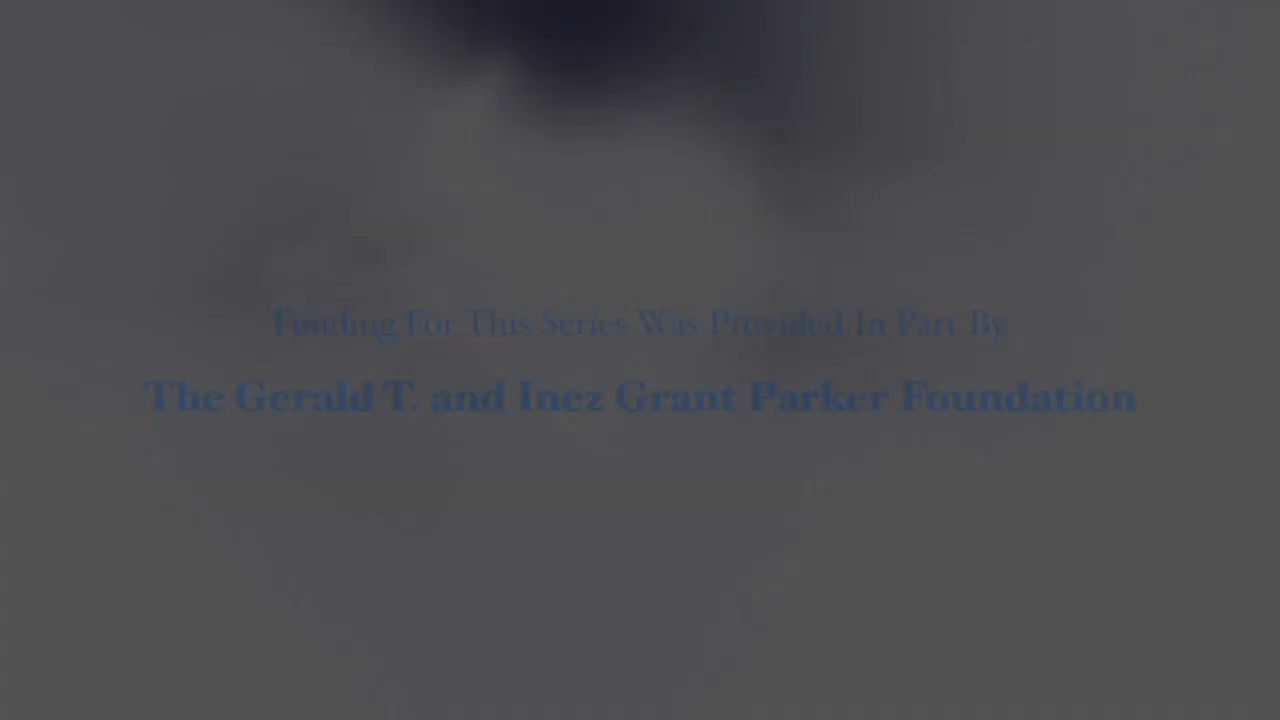 Funding For This Series Was Provided In Part By
The Gerald T. and Inez Grant Parker Foundation